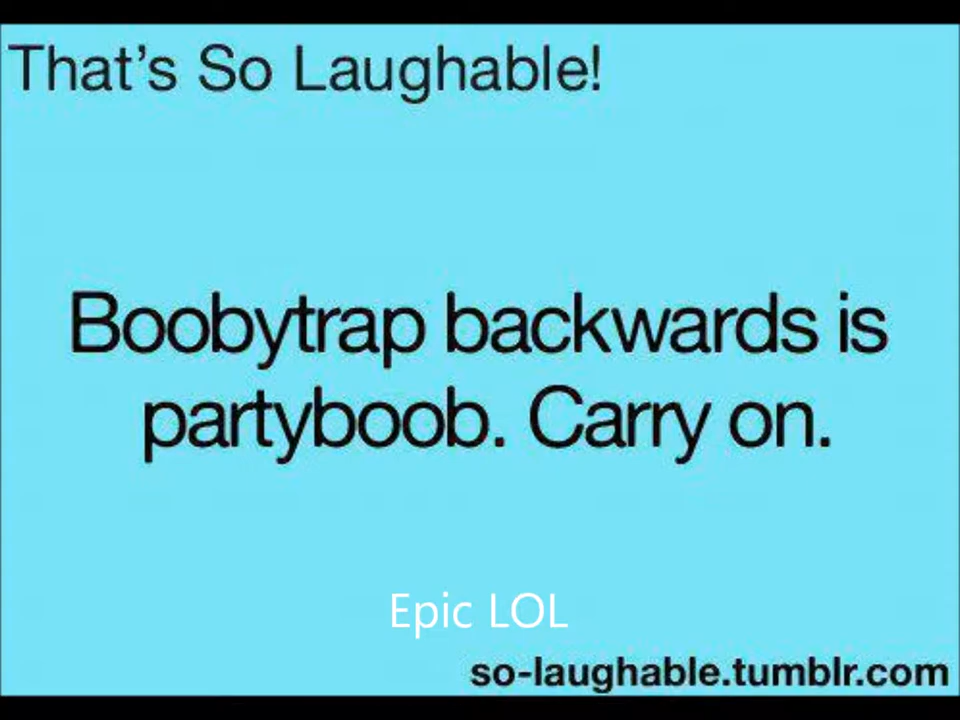 That's So Laughable!
Boobytrap backwards is
partyboob. Carry on.
Epic LOL
so-laughable.tumblr.com